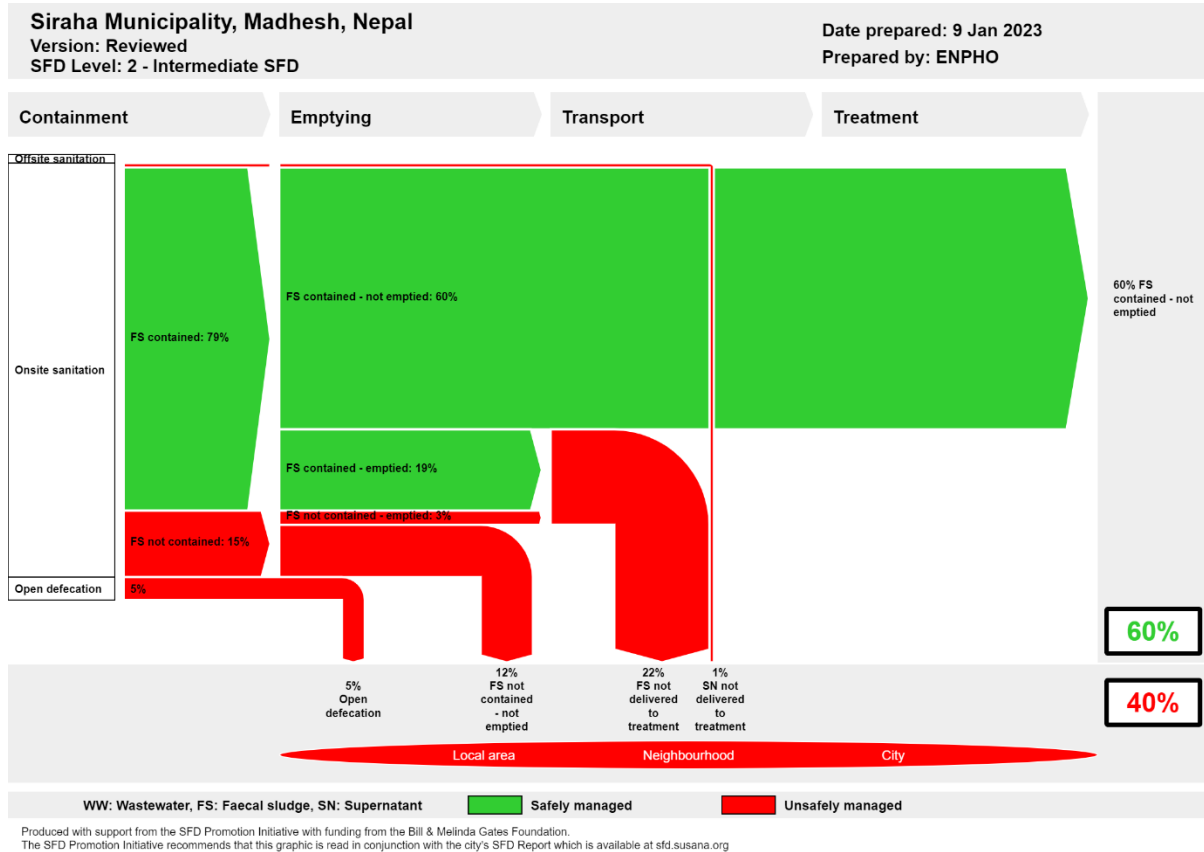 Siraha Municipality, Madhesh, Nepal
Version: Reviewed
SFD Level: 2 - Intermediate SFD
Date prepared: 9 Jan 2023
Prepared by: ENPHO
Containment
Emptying
Transport
Treatment
Offsite sanitation
FS contained - not emptied: 60%
60% FS
contained - not
emptied
FS contained: 79%
Onsite sanitation
FS contained - emptied: 19%
FS not contained - emptied: 3%
FS not contained: 15%
Open defecation
5%
60%
5%
Open
defecation
12%
FS not
contained
- not
emptied
22%
FS not
delivered
to
treatment
1%
SN not
delivered
to
treatment
40%
Local area
Neighbourhood
City
WW: Wastewater, FS: Faecal sludge, SN: Supernatant
Safely managed
Unsafely managed
Produced with support from the SFD Promotion Initiative with funding from the Bill & Melinda Gates Foundation.
The SFD Promotion Initiative recommends that this graphic is read in conjunction with the city's SFD Report which is available at sfd.susana.org